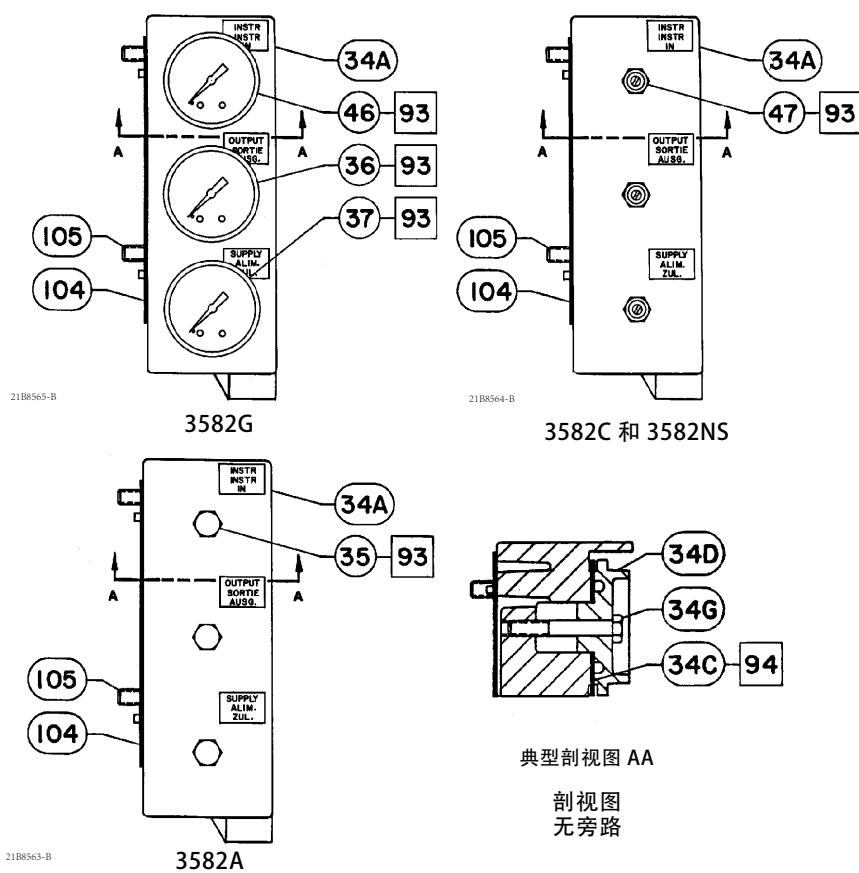 INSTR
INSTR
IN
34A
46 93
A A
OUTPUT
SORTIE
AUSG.
36 93
37 93
105
SUPPLY
ALIM.
ZUL.
104
21B8565-B
3582G
INSTR
INSTR
IN
34A
47 93
A A
OUTPUT
SORTIE
AUSG.
105
SUPPLY
ALIM.
ZUL.
104
21B8564-B
3582C 和 3582NS
INSTR
INSTR
IN
34A
35 93
A A
OUTPUT
SORTIE
AUSG.
105
SUPPLY
ALIM.
ZUL.
104
21B8563-B
3582A
34D
34G
34C 94
典型剖视图 AA
剖视图
无旁路